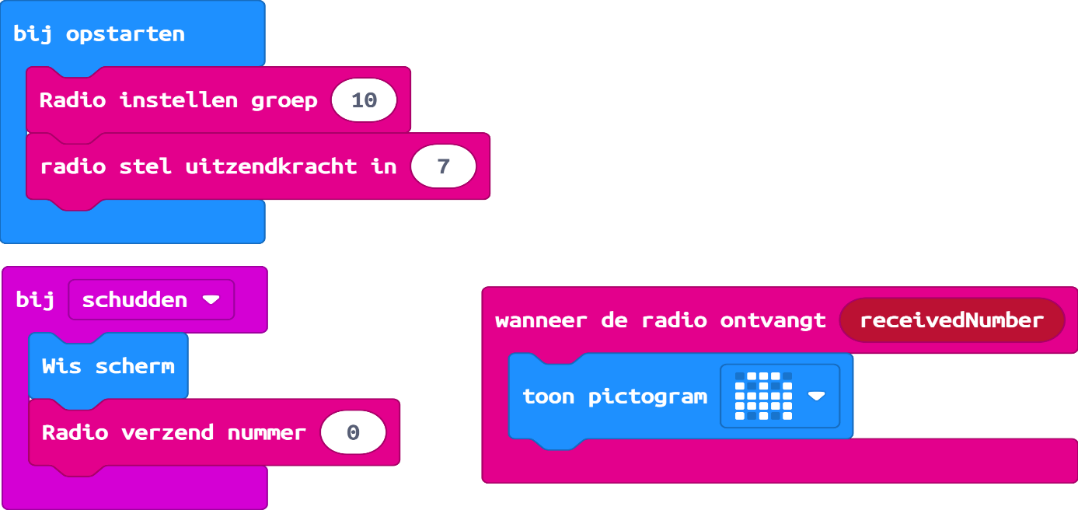 bij opstarten
Radio instellen groep 10
radio stel uitzendkracht in 7
bij schudden
Wis scherm
Radio verzend nummer 0
wanneer de radio ontvangt receivedNumber
toon pictogram